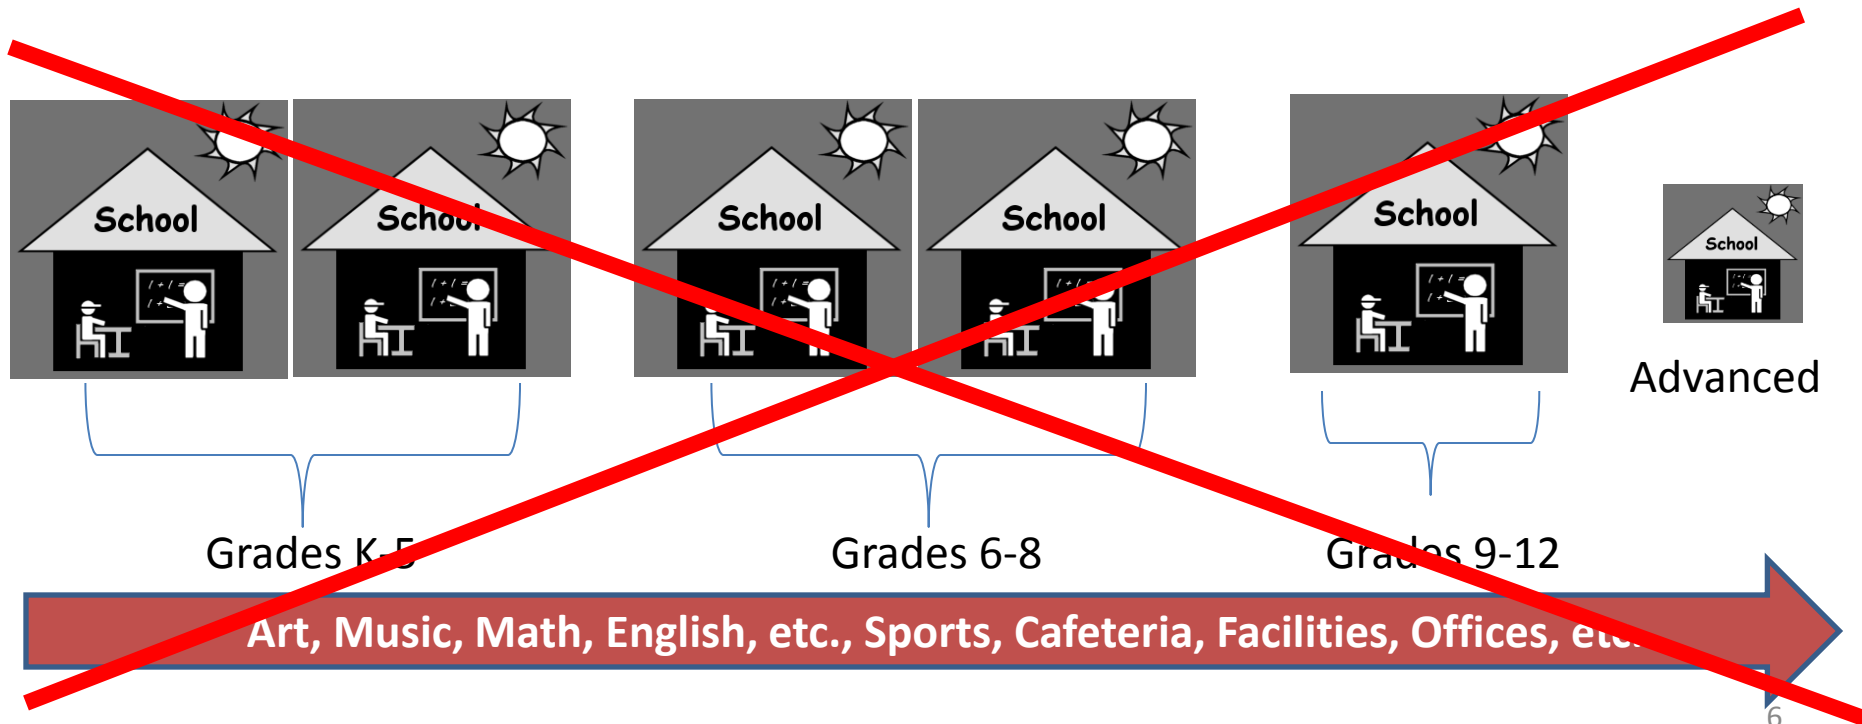 School
School
School
School
School
School
Advanced
Grades K-5
Grades 6-8
Grades 9-12
Art, Music, Math, English, etc., Sports, Cafeteria, Facilities, Offices, etc.
6